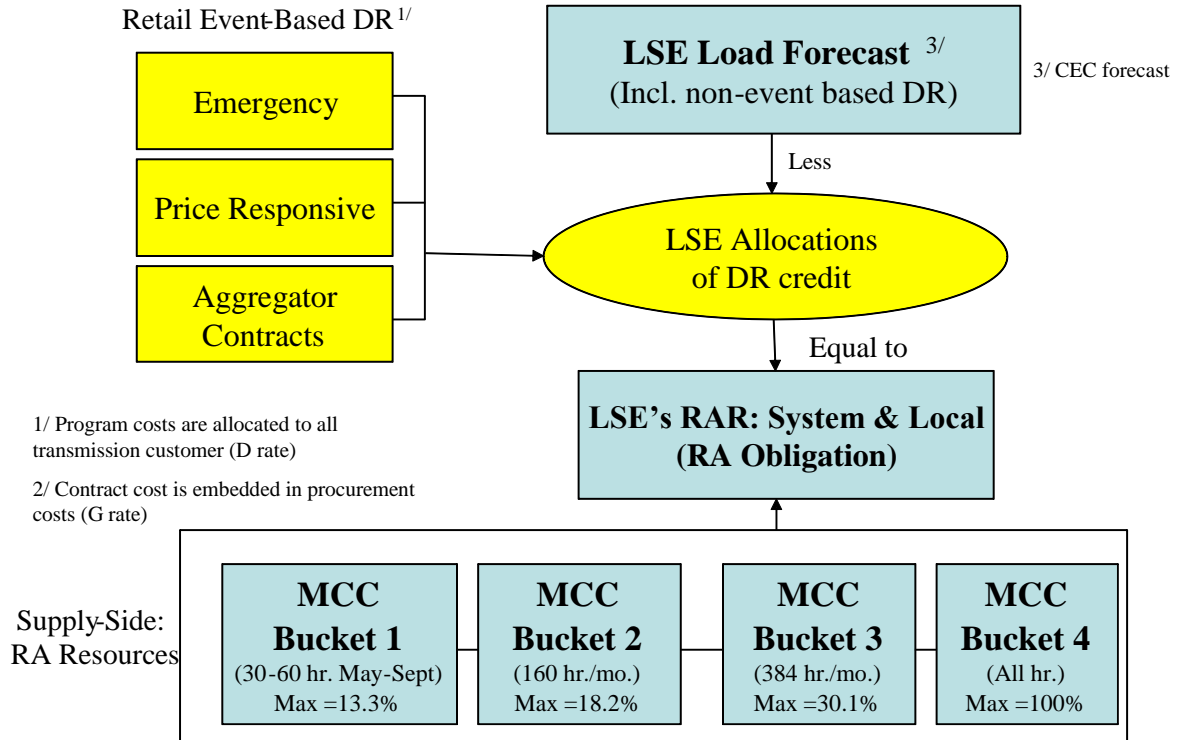 Retail Event-Based DR 1/
LSE Load Forecast 3/
(Incl. non-event based DR)
3/ CEC forecast
Emergency
Less
Price Responsive
LSE Allocations
of DR credit
Aggregator
Contracts
Equal to
1/ Program costs are allocated to all
transmission customer (D rate)
2/ Contract cost is embedded in procurement
costs (G rate)
LSE’s RAR: System & Local
(RA Obligation)
Supply-Side:
RA Resources
MCC
Bucket 1
(30-60 hr. May-Sept)
Max =13.3%
MCC
Bucket 2
(160 hr./mo.)
Max =18.2%
MCC
Bucket 3
(384 hr./mo.)
Max =30.1%
MCC
Bucket 4
(All hr.)
Max =100%